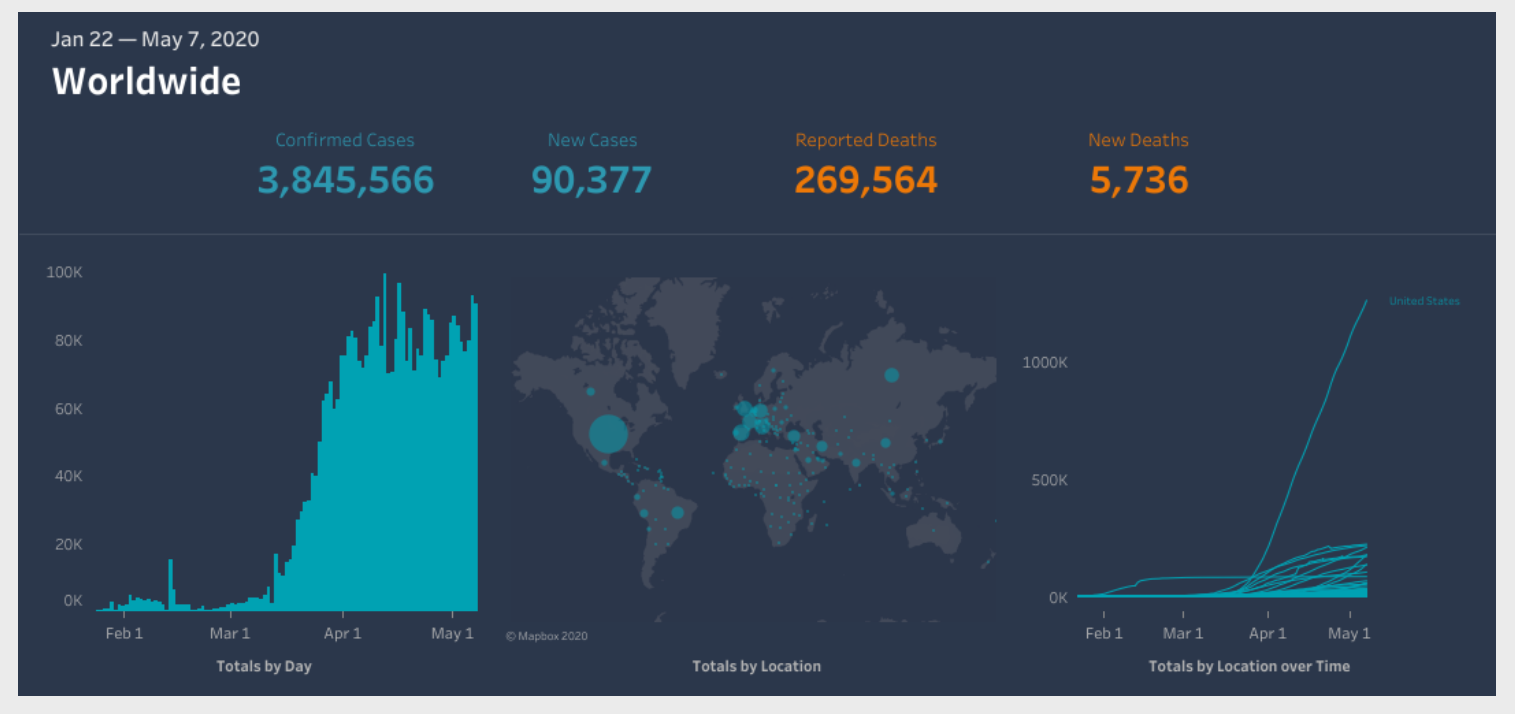 Jan 22 — May 7, 2020
Worldwide
Confirmed Cases
3,845,566
New Cases
90,377
Reported Deaths
269,564
New Deaths
5,736
100K
80K
60K
40K
20K
0K
Feb 1
Mar 1
Apr 1
May 1
Totals by Day
© Mapbox 2020
Totals by Location
United States
1000K
500K
0K
Feb 1
Mar 1
Apr 1
May 1
Totals by Location over Time